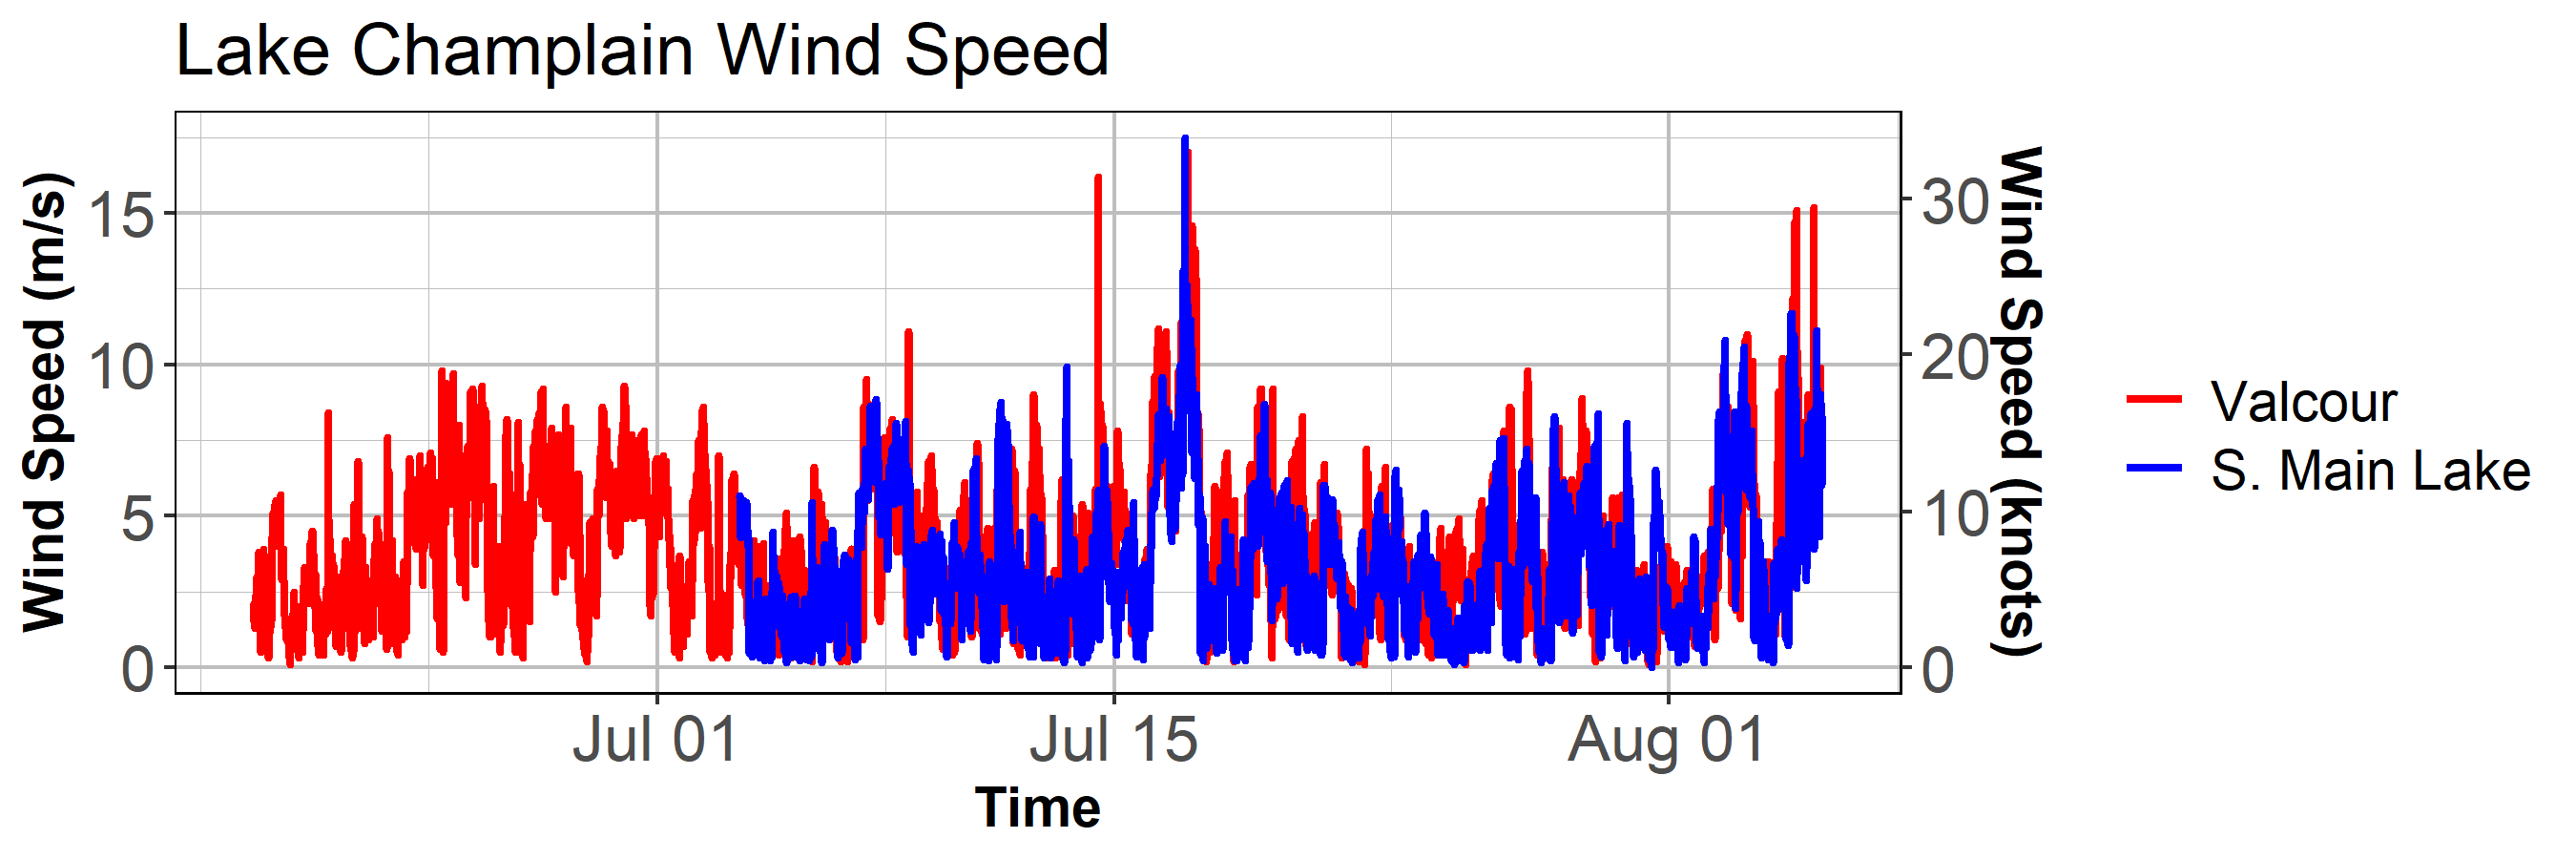 Lake Champlain Wind Speed
Wind Speed (m/s)
15
10
5
0
30
20
10
0
Wind Speed (knots)
Jul 01
Jul 15
Aug 01
Time
Valcour
S. Main Lake